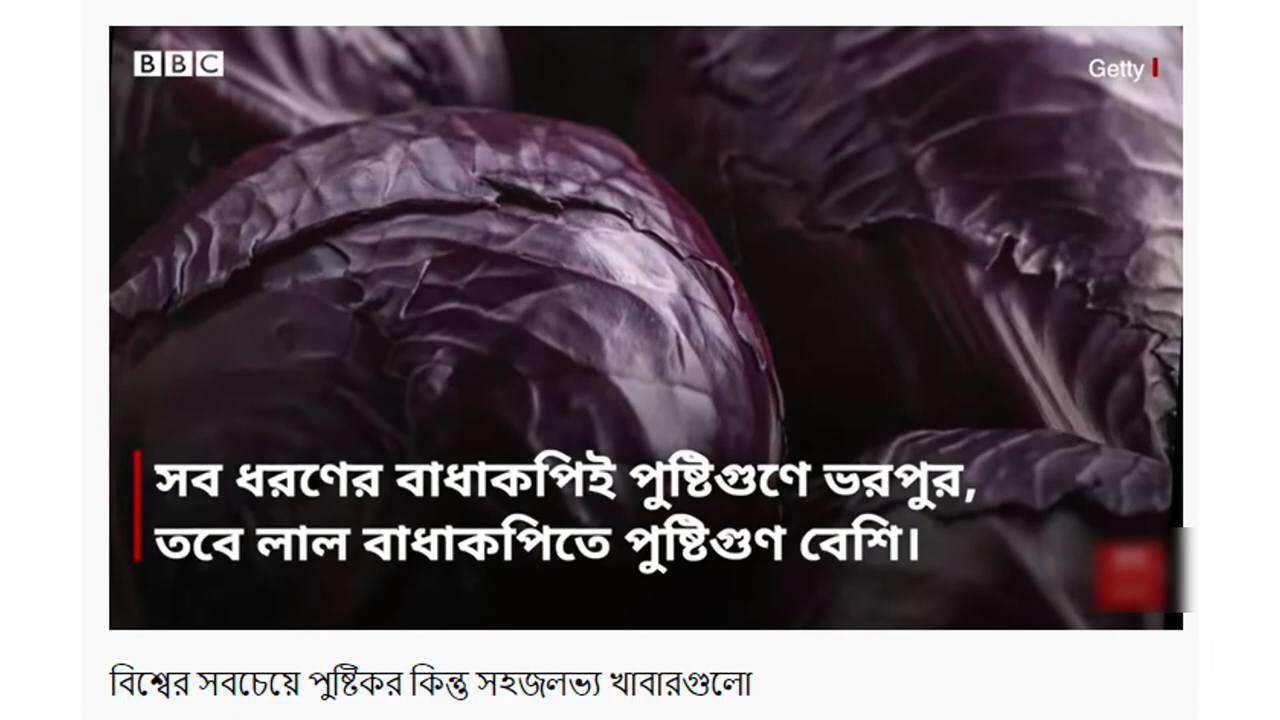 BBC
Getty
সব ধরণের বাধাকপিই পুষ্টিগুণে ভরপুর,
তবে লাল বাধাকপিতে পুষ্টিগুণ বেশি।
বিশ্বের সবচেয়ে পুষ্টিকর কিন্তু সহজলভ্য খাবারগুলো